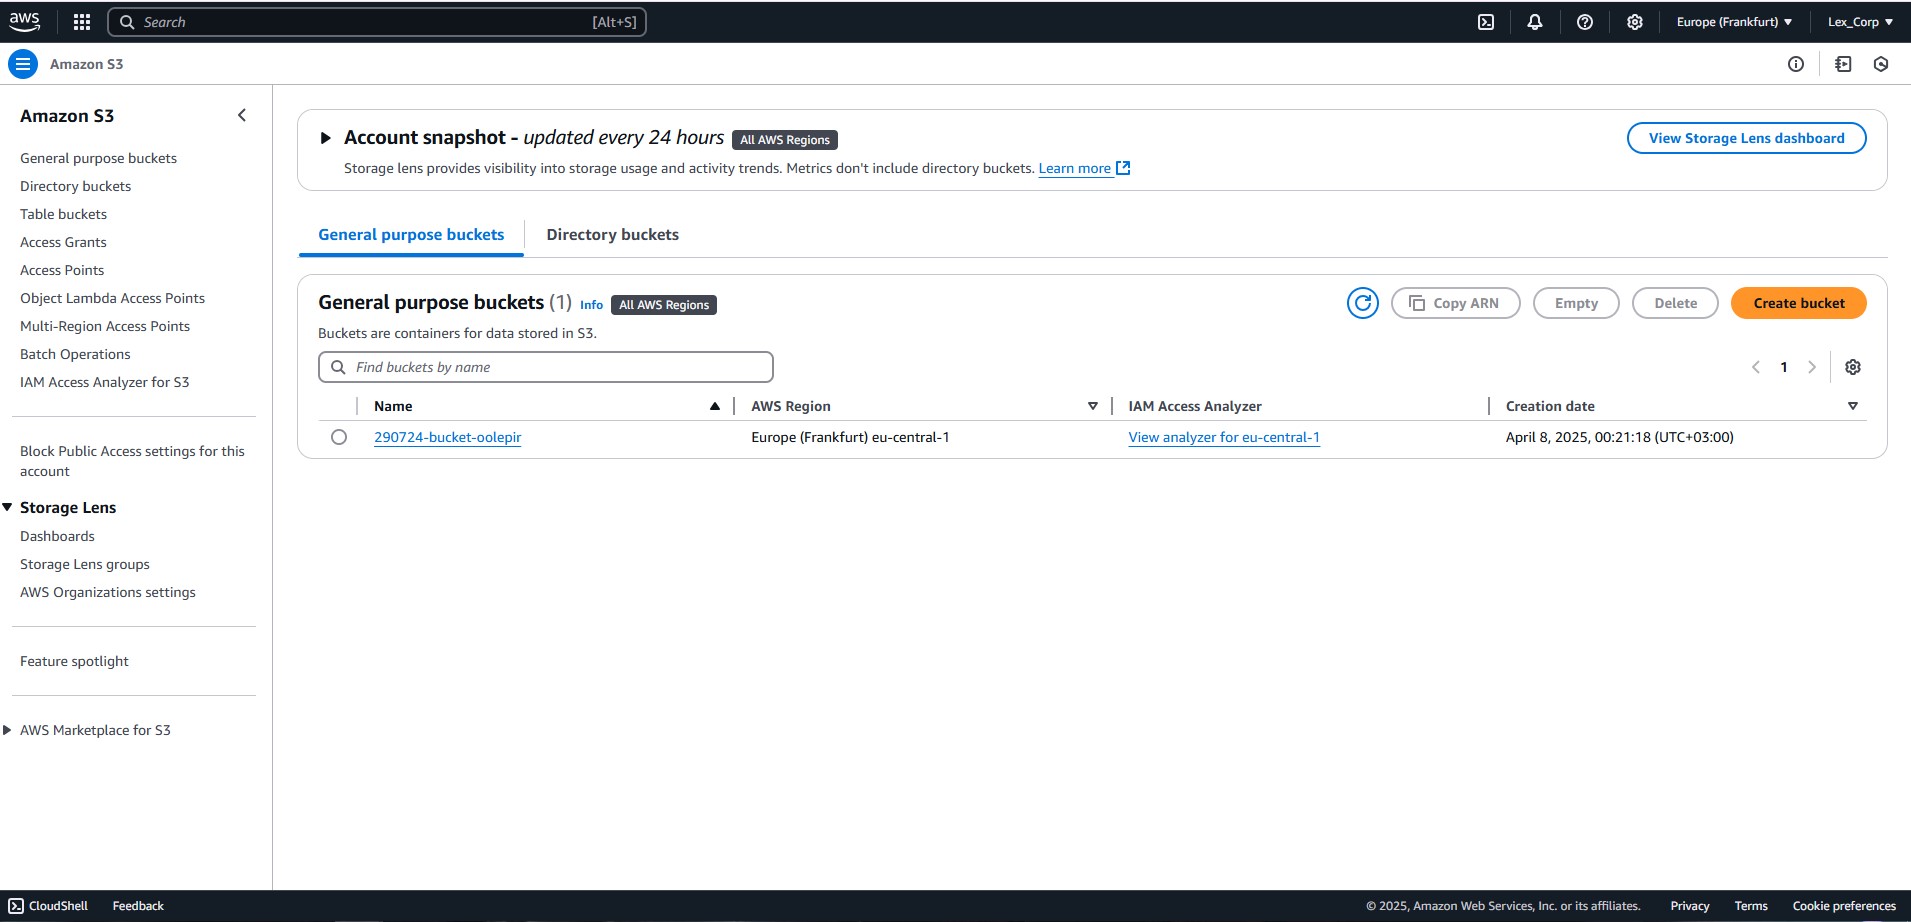 aws
Search [Alt+S]
Europe (Frankfurt)
Lex_Corp
Amazon S3
Amazon S3
General purpose buckets
Directory buckets
Table buckets
Access Grants
Access Points
Object Lambda Access Points
Multi-Region Access Points
Batch Operations
IAM Access Analyzer for S3
Block Public Access settings for this
account
Storage Lens
Dashboards
Storage Lens groups
AWS Organizations settings
Feature spotlight
AWS Marketplace for S3
Account snapshot - updated every 24 hours All AWS Regions
View Storage Lens dashboard
Storage lens provides visibility into storage usage and activity trends. Metrics don't include directory buckets. Learn more
General purpose buckets Directory buckets
General purpose buckets (1) Info All AWS Regions
Copy ARN Empty Delete Create bucket
Buckets are containers for data stored in S3.
Find buckets by name
1
Name AWS Region IAM Access Analyzer Creation date
290724-bucket-oolepir Europe (Frankfurt) eu-central-1 View analyzer for eu-central-1 April 8, 2025, 00:21:18 (UTC+03:00)
CloudShell Feedback © 2025, Amazon Web Services, Inc. or its affiliates. Privacy Terms Cookie preferences